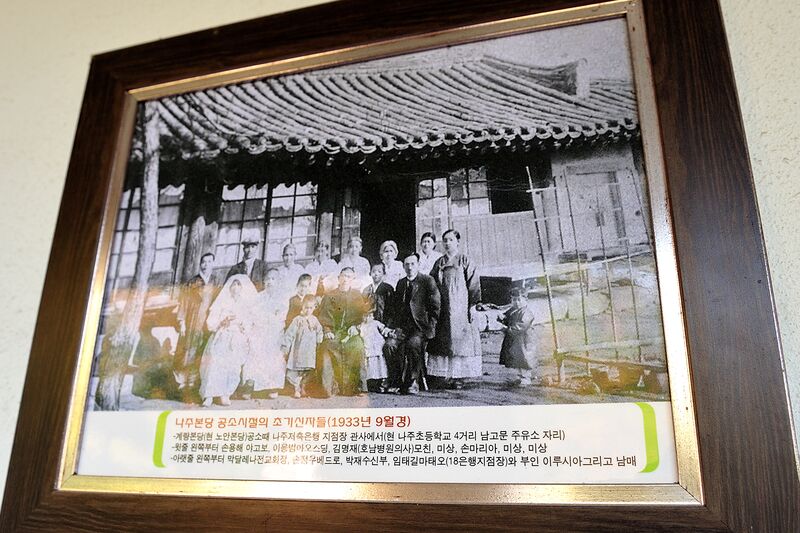 나주본당 공소시절의 초기신자들(1933년 9월경)
-계량본당(현 노안본당)공소때 나주저축은행 지점장 관사에서(현 나주초등학교 4거리 남고문 주유소 자리)
-윗줄 왼쪽부터 손용해 야고보, 이웅범아오스딩, 김명재(호남병원의사)모친, 미상, 손마리아, 미상, 미상
-아랫줄 왼쪽부터 막달레나전교회장, 손정우베드로, 박재수신부, 임태길마태오(18은행지점장)와 부인 이루시아그리고 남매